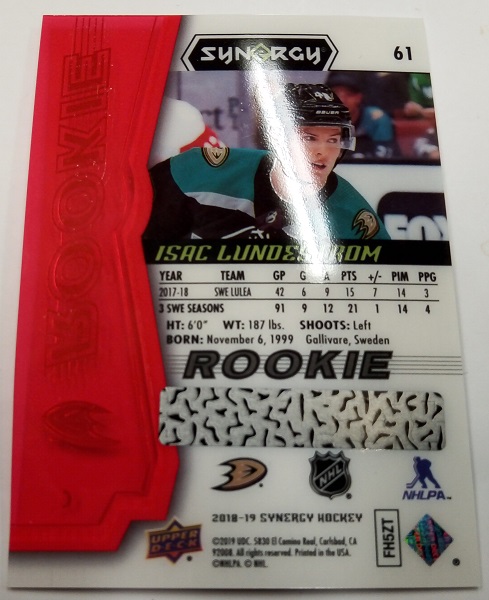 SYNERGY
61
ROOKIE
BAUER
ISAC LUNDESTROM
YEAR TEAM GP G A PTS +/- PIM PPG
2017-18 SWE LULEA 42 6 9 15 7 14 3
3 SWE SEASONS 91 9 12 21 1 14 4
HT: 6'0" WT: 187 lbs. SHOOTS: Left
BORN: November 6, 1999 Gallivare, Sweden
ROOKIE
NHL
NHLPA™
2018-19 SYNERGY HOCKEY
UPPER DECK
©2019 UDC. 5830 El Camino Real, Carlsbad, CA
92008. All rights reserved. Printed in the USA.
©NHLPA. © NHL.
FH5ZT
®